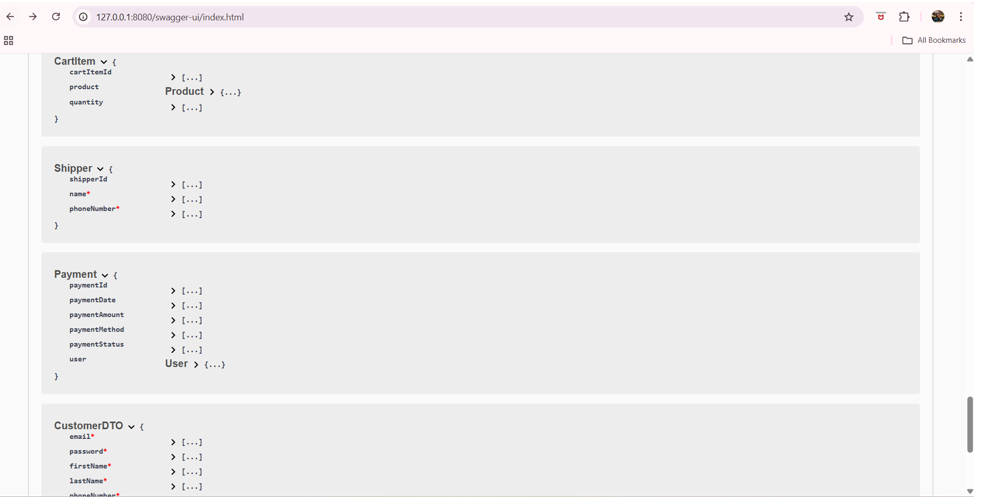 127.0.0.1:8080/swagger-ui/index.html
All Bookmarks
CartItem {
cartItemId [...]
product Product {...}
quantity [...]
}
Shipper {
shipperId [...]
name* [...]
phoneNumber* [...]
}
Payment {
paymentId [...]
paymentDate [...]
paymentAmount [...]
paymentMethod [...]
paymentStatus [...]
user User {...}
}
CustomerDTO {
email* [...]
password* [...]
firstName* [...]
lastName* [...]
phoneNumber*